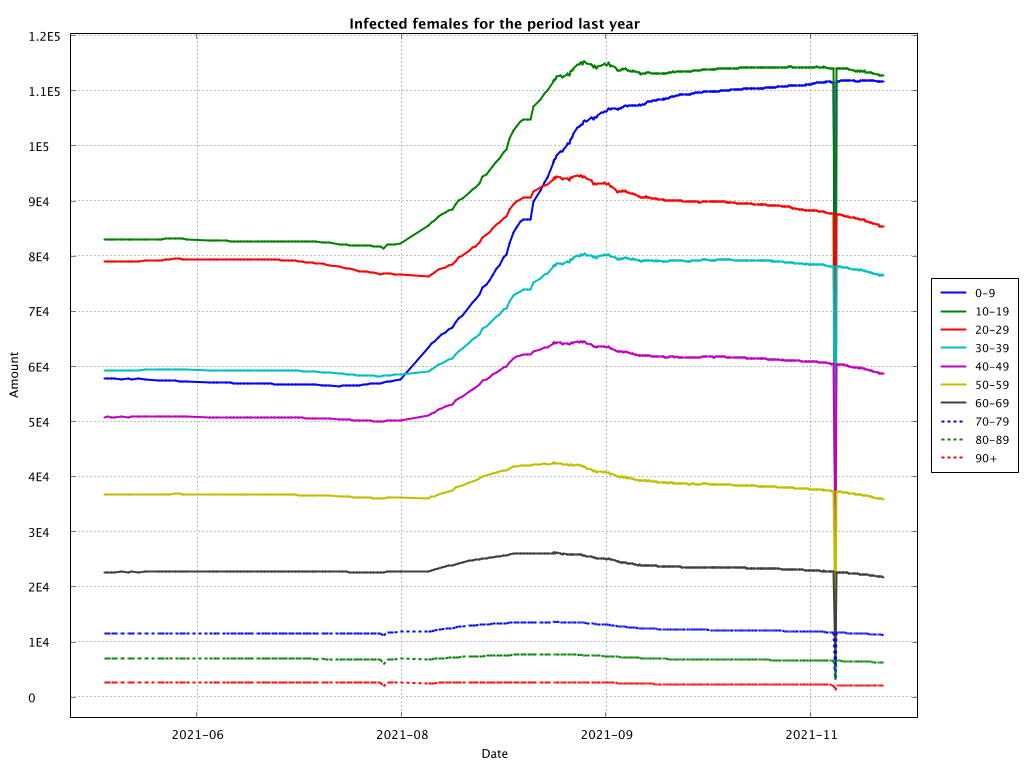 Infected females for the period last year
1.2E5
1.1E5
1E5
9E4
8E4
7E4
6E4
5E4
4E4
3E4
2E4
1E4
0
Amount
2021-06
2021-08
2021-09
2021-11
Date
0-9
10-19
20-29
30-39
40-49
50-59
60-69
70-79
80-89
90+